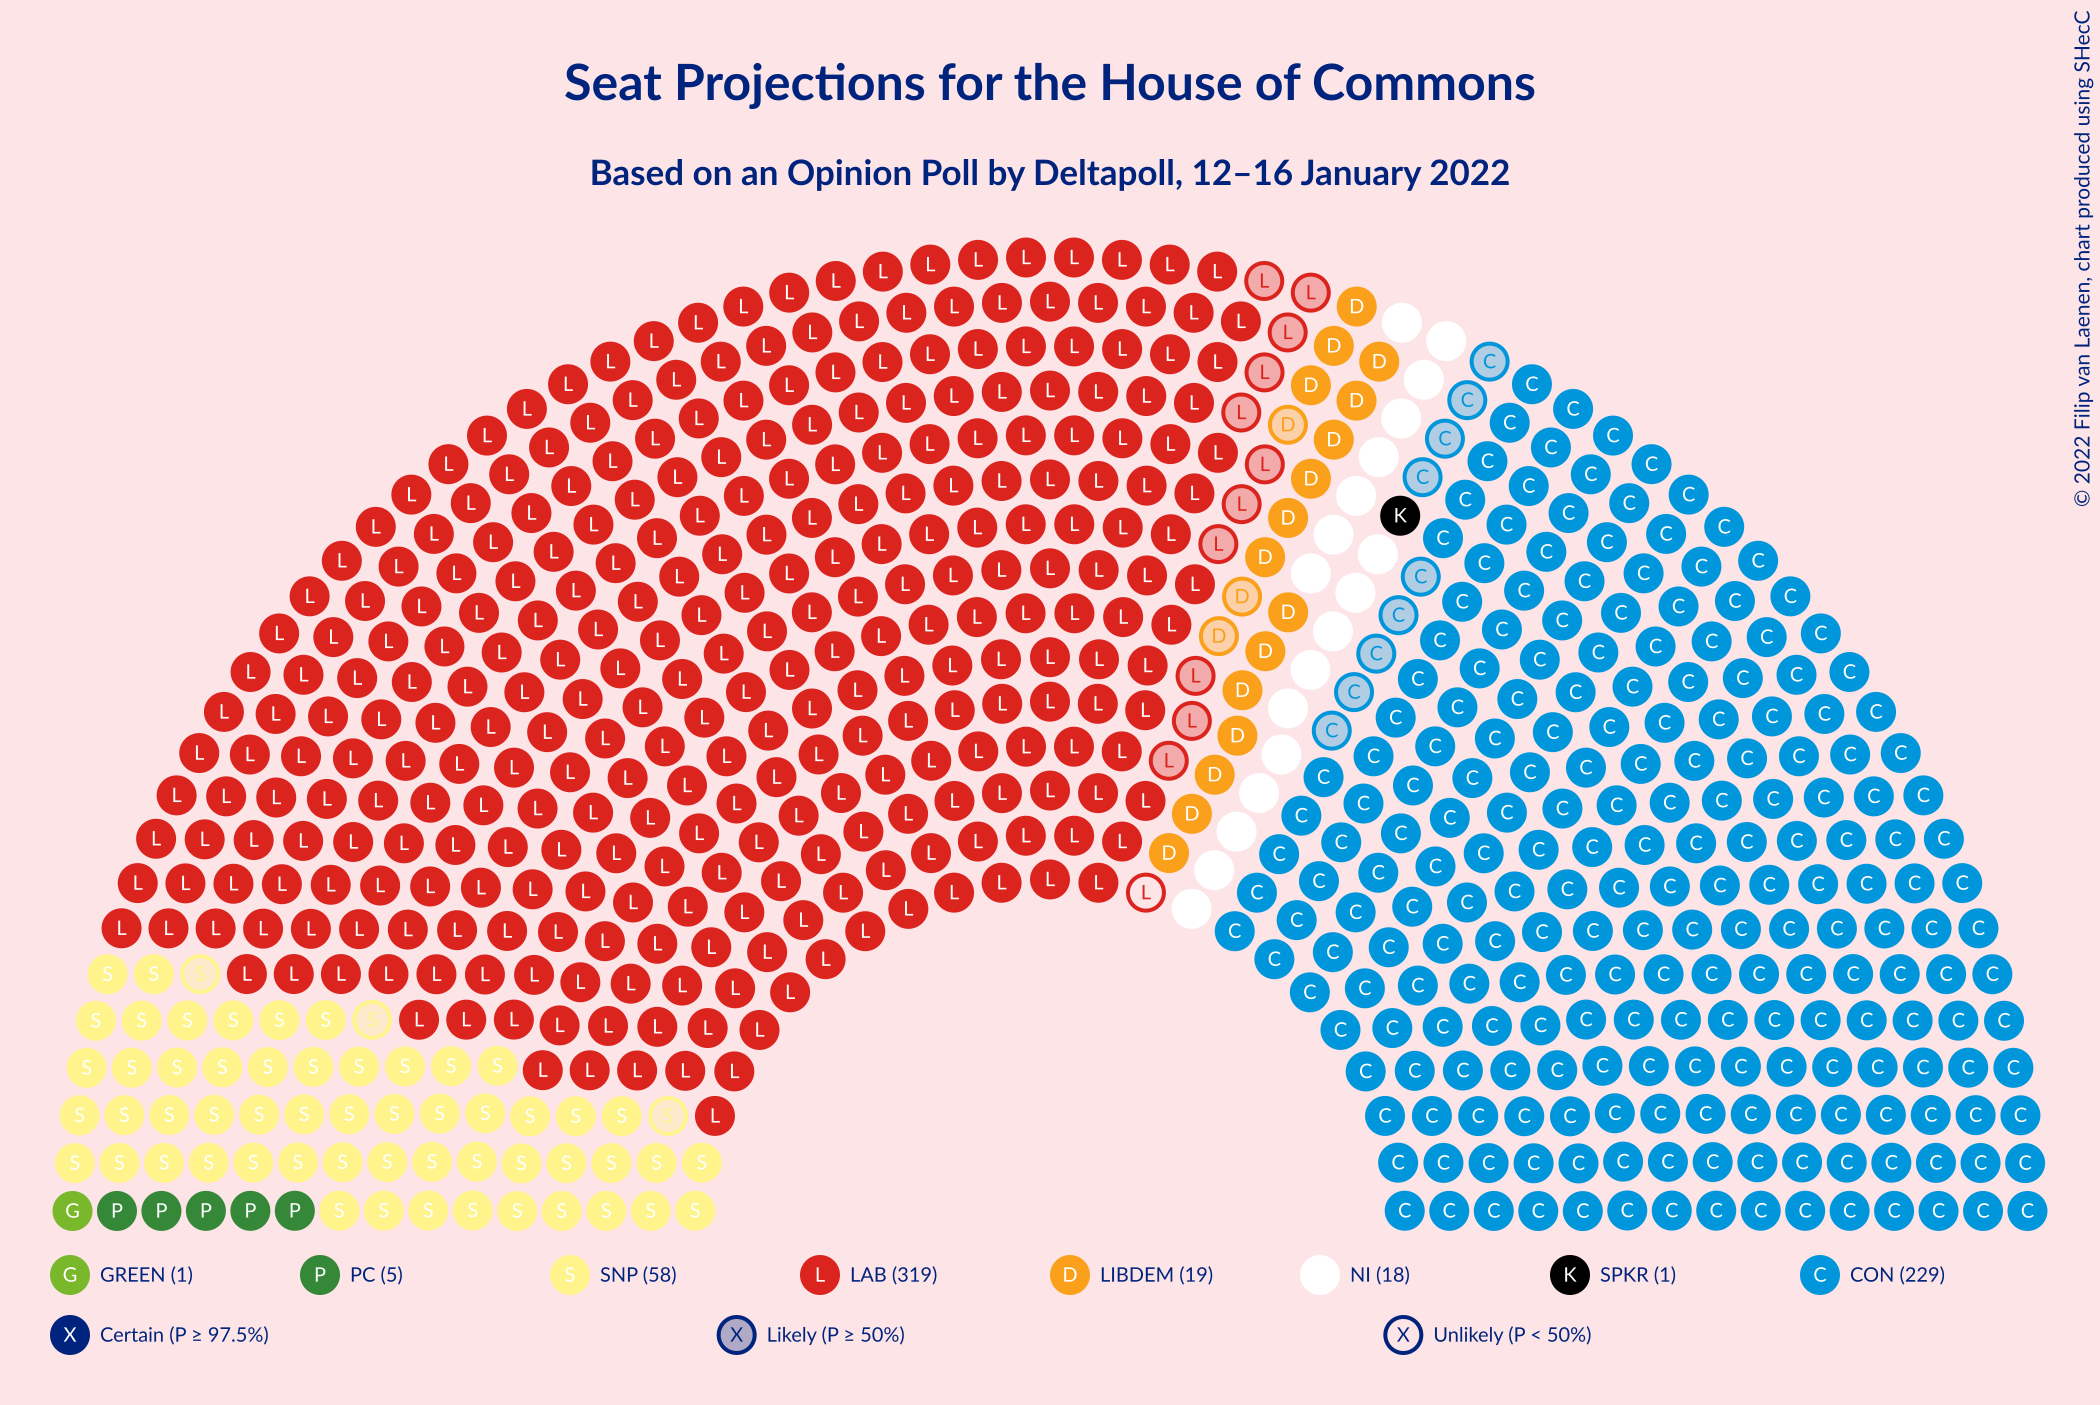 Seat Projections for the House of Commons
Based on an Opinion Poll by Deltapoll, 12–16 January 2022
© 2022 Filip van Laenen, chart produced using SHecC
G GREEN (1)
P PC (5)
S SNP (58)
L LAB (319)
D LIBDEM (19)
NI (18)
K SPKR (1)
C CON (229)
X Certain (P ≥ 97.5%)
X Likely (P ≥ 50%)
X Unlikely (P < 50%)